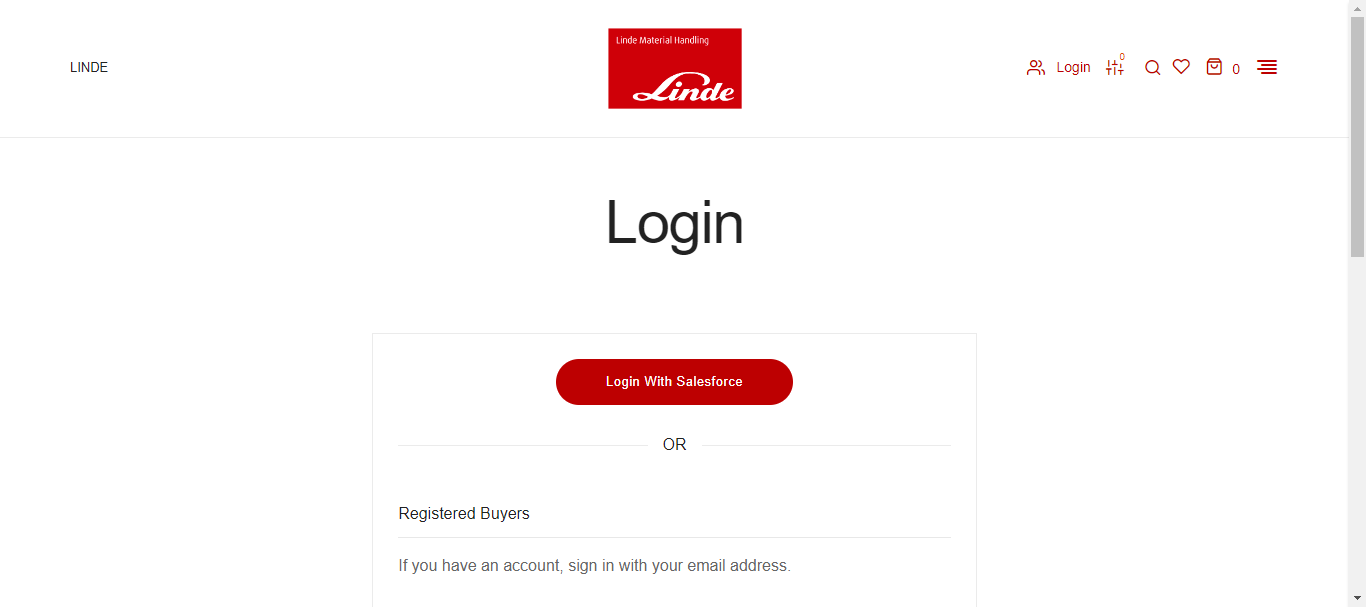 LINDE
Linde Material Handling
Linde
Login
0
0
Login
Login With Salesforce
OR
Registered Buyers
If you have an account, sign in with your email address.